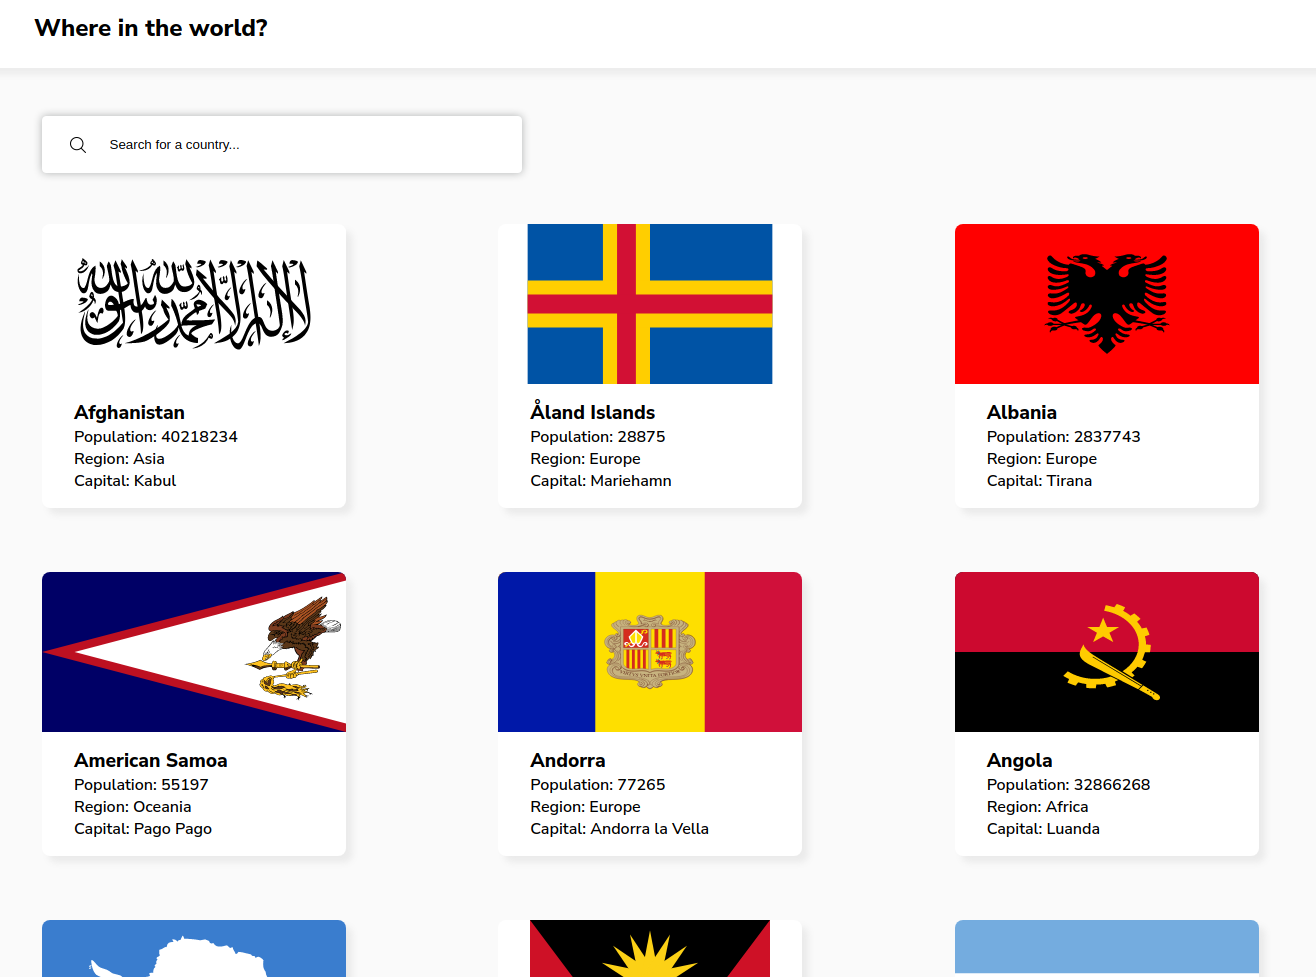 Where in the world?
Search for a country...
لا إله إلا الله محمد رسول الله
Afghanistan
Population: 40218234
Region: Asia
Capital: Kabul
Åland Islands
Population: 28875
Region: Europe
Capital: Mariehamn
Albania
Population: 2837743
Region: Europe
Capital: Tirana
American Samoa
Population: 55197
Region: Oceania
Capital: Pago Pago
Andorra
Population: 77265
Region: Europe
Capital: Andorra la Vella
Angola
Population: 32866268
Region: Africa
Capital: Luanda